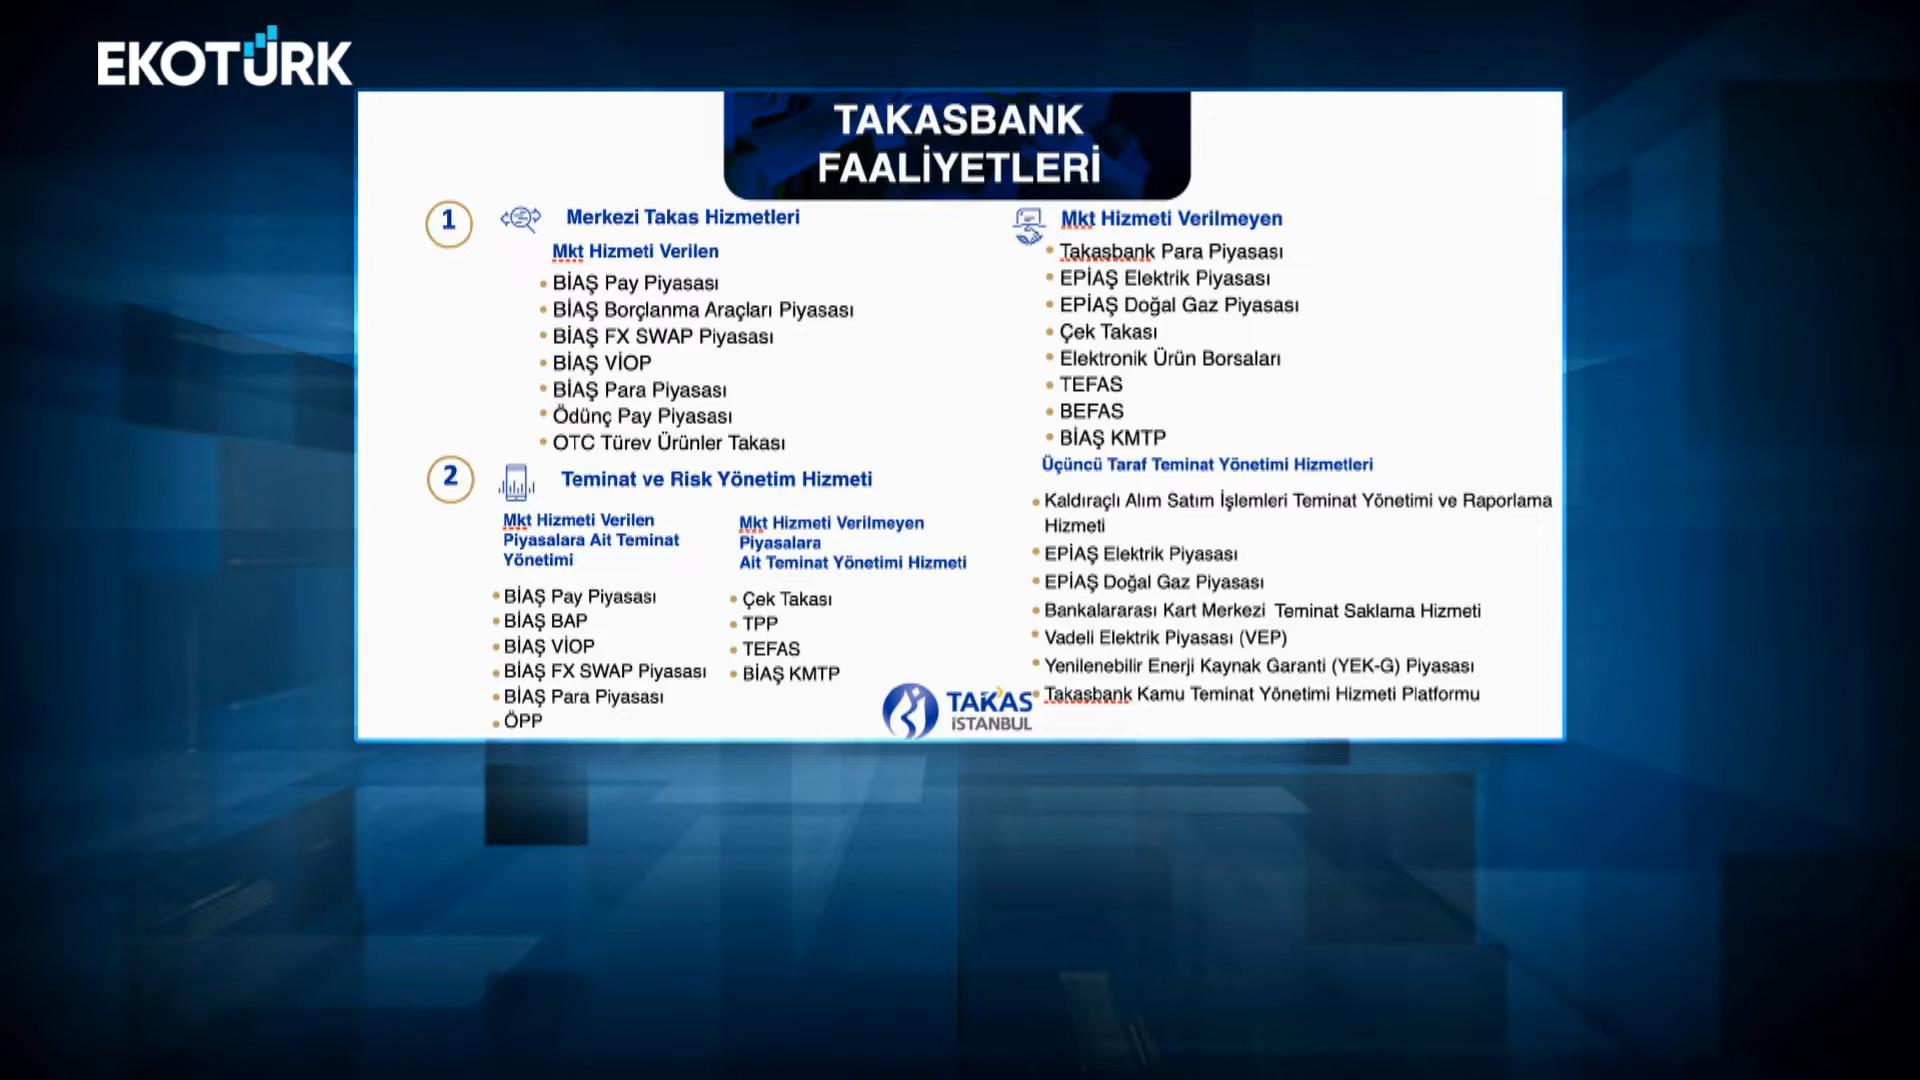 EKOTÜRK
TAKASBANK
FAALİYETLERİ
1
Merkezi Takas Hizmetleri
Mkt Hizmeti Verilen
• BİAŞ Pay Piyasası
• BİAŞ Borçlanma Araçları Piyasası
• BİAŞ FX SWAP Piyasası
• BİAŞ VİOP
• BİAŞ Para Piyasası
• Ödünç Pay Piyasası
• OTC Türev Ürünler Takası
Mkt Hizmeti Verilmeyen
• Takasbank Para Piyasası
• EPİAŞ Elektrik Piyasası
• EPİAŞ Doğal Gaz Piyasası
• Çek Takası
• Elektronik Ürün Borsaları
• TEFAS
• BEFAS
• BİAŞ KMTP
2
Teminat ve Risk Yönetim Hizmeti
Mkt Hizmeti Verilen
Piyasalara Ait Teminat
Yönetimi
• BİAŞ Pay Piyasası
• BİAŞ BAP
• BİAŞ VİOP
• BİAŞ FX SWAP Piyasası
• BİAŞ Para Piyasası
• ÖPP
Mkt Hizmeti Verilmeyen
Piyasalara
Ait Teminat Yönetimi Hizmeti
• Çek Takası
• TPP
• TEFAS
• BİAŞ KMTP
Üçüncü Taraf Teminat Yönetimi Hizmetleri
• Kaldıraçlı Alım Satım İşlemleri Teminat Yönetimi ve Raporlama
Hizmeti
• EPİAŞ Elektrik Piyasası
• EPİAŞ Doğal Gaz Piyasası
• Bankalararası Kart Merkezi Teminat Saklama Hizmeti
• Vadeli Elektrik Piyasası (VEP)
• Yenilenebilir Enerji Kaynak Garanti (YEK-G) Piyasası
• Takasbank Kamu Teminat Yönetimi Hizmeti Platformu
TAKAS
İSTANBUL